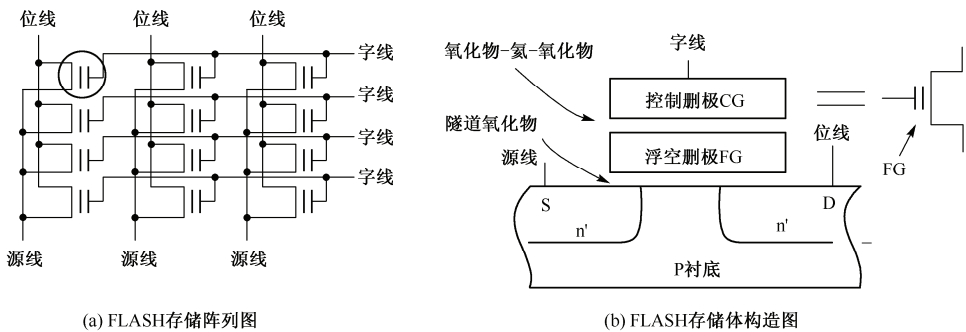 位线 位线 位线
字线
字线
字线
字线
源线 源线 源线
(a) FLASH存储阵列图
氧化物-氮-氧化物
字线
控制删极CG
隧道氧化物
浮空删极FG
源线
位线
FG
S
D
n'
n'
P衬底
(b) FLASH存储体构造图